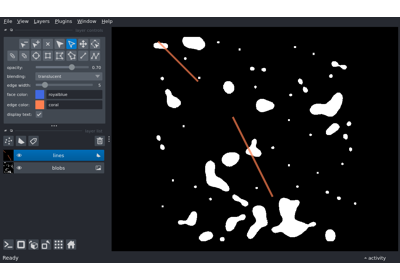 File View Layers Plugins Window Help
opacity: 0.70
blending: translucent
edge width: 5
face color: royalblue
edge color: coral
display text: ✓
lines
blobs
Ready
activity